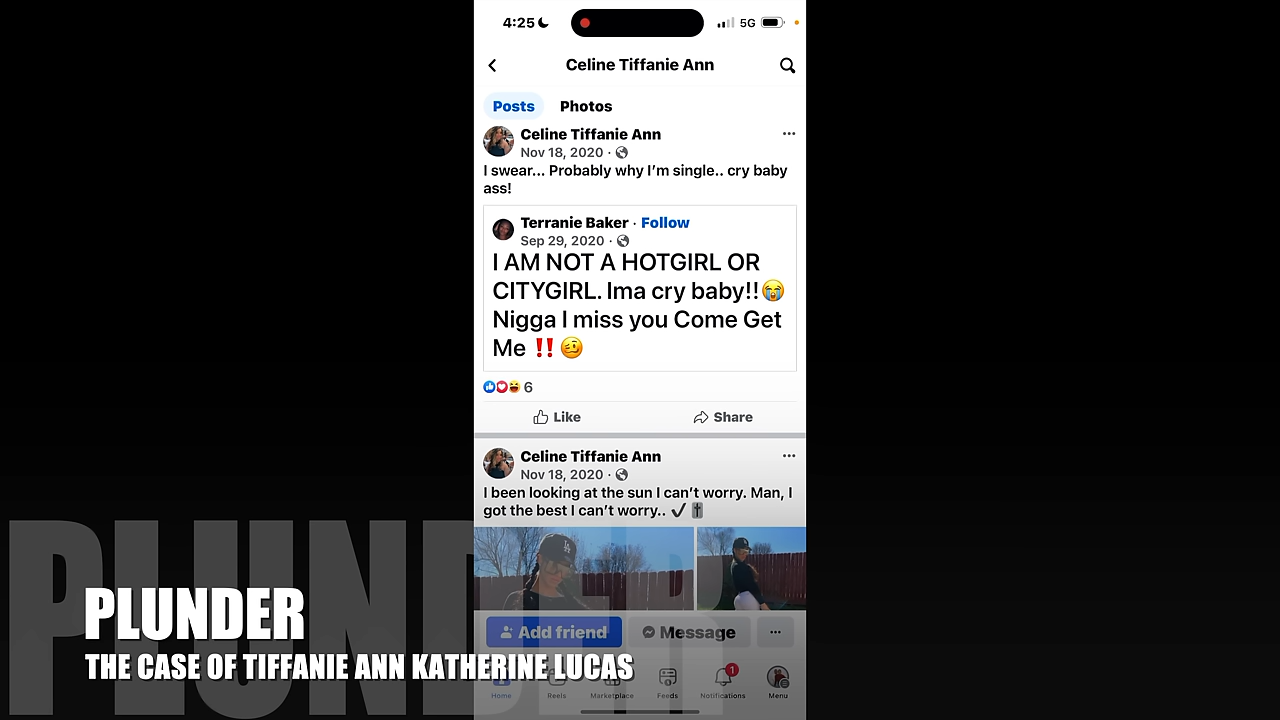 4:25
5G
Celine Tiffanie Ann
Posts Photos
Celine Tiffanie Ann
Nov 18, 2020 ·
I swear... Probably why I'm single.. cry baby
ass!
Terranie Baker · Follow
Sep 29, 2020 ·
I AM NOT A HOTGIRL OR
CITYGIRL. Ima cry baby!!😭
Nigga I miss you Come Get
Me ‼️🥴
6
Like Share
Celine Tiffanie Ann
Nov 18, 2020 ·
I been looking at the sun I can't worry. Man, I
got the best I can't worry.. ✔️✝️
LA
PLUNDER
Add friend Message ...
PLUNDER
THE CASE OF TIFFANIE ANN KATHERINE LUCAS
1
Home Reels Marketplace Feeds Notifications Menu